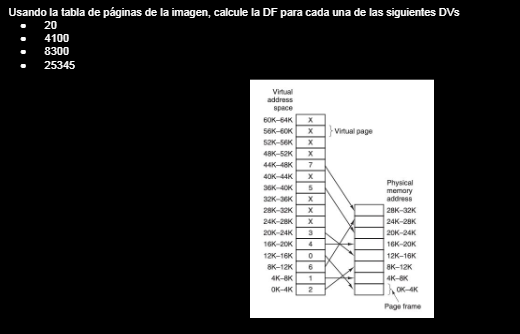 Usando la tabla de páginas de la imagen, calcule la DF para cada una de las siguientes DVs
• 20
• 4100
• 8300
• 25345
Virtual
address
space
60K–64K X
56K–60K X Virtual page
52K–56K X
48K–52K X
44K–48K 7
40K–44K X
36K–40K 5
32K–36K X
28K–32K X
24K–28K X
20K–24K 3
16K–20K 4
12K–16K 0
8K–12K 6
4K–8K 1
0K–4K 2
Physical
memory
address
28K–32K
24K–28K
20K–24K
16K–20K
12K–16K
8K–12K
4K–8K
0K–4K
Page frame